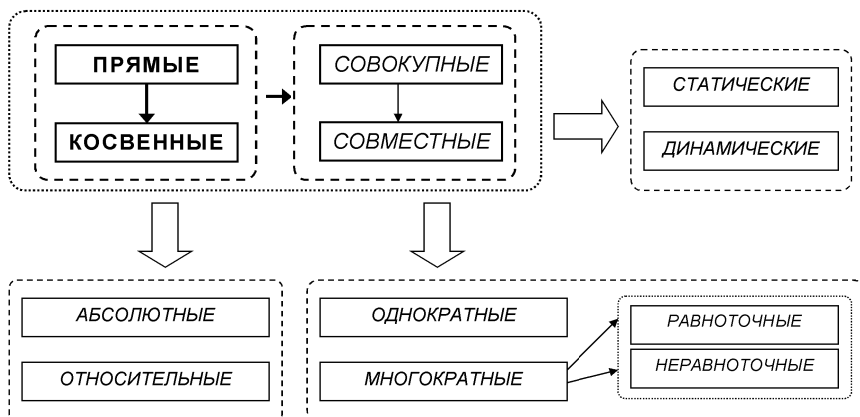 ПРЯМЫЕ
КОСВЕННЫЕ
СОВОКУПНЫЕ
СОВМЕСТНЫЕ
СТАТИЧЕСКИЕ
ДИНАМИЧЕСКИЕ
АБСОЛЮТНЫЕ
ОТНОСИТЕЛЬНЫЕ
ОДНОКРАТНЫЕ
МНОГОКРАТНЫЕ
РАВНОТОЧНЫЕ
НЕРАВНОТОЧНЫЕ